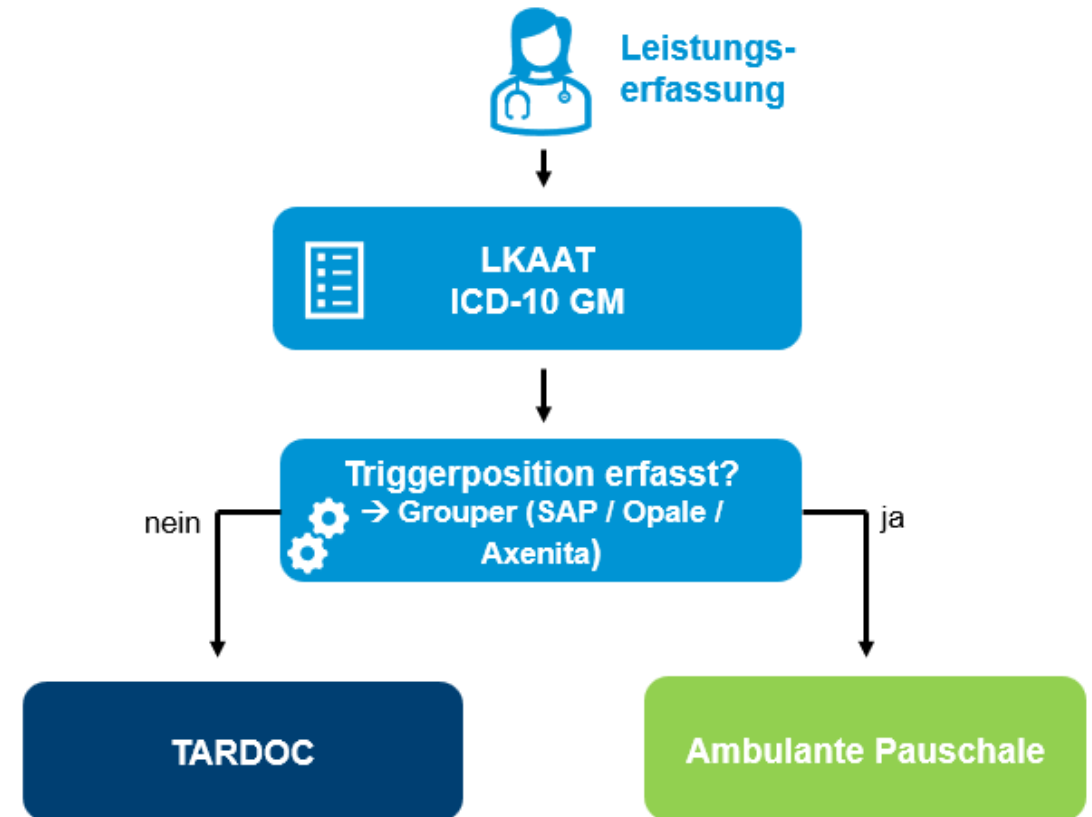 Leistungs-
erfassung
LKAAT
ICD-10 GM
Triggerposition erfasst?
→ Grouper (SAP / Opale /
Axenita)
nein
ja
TARDOC
Ambulante Pauschale